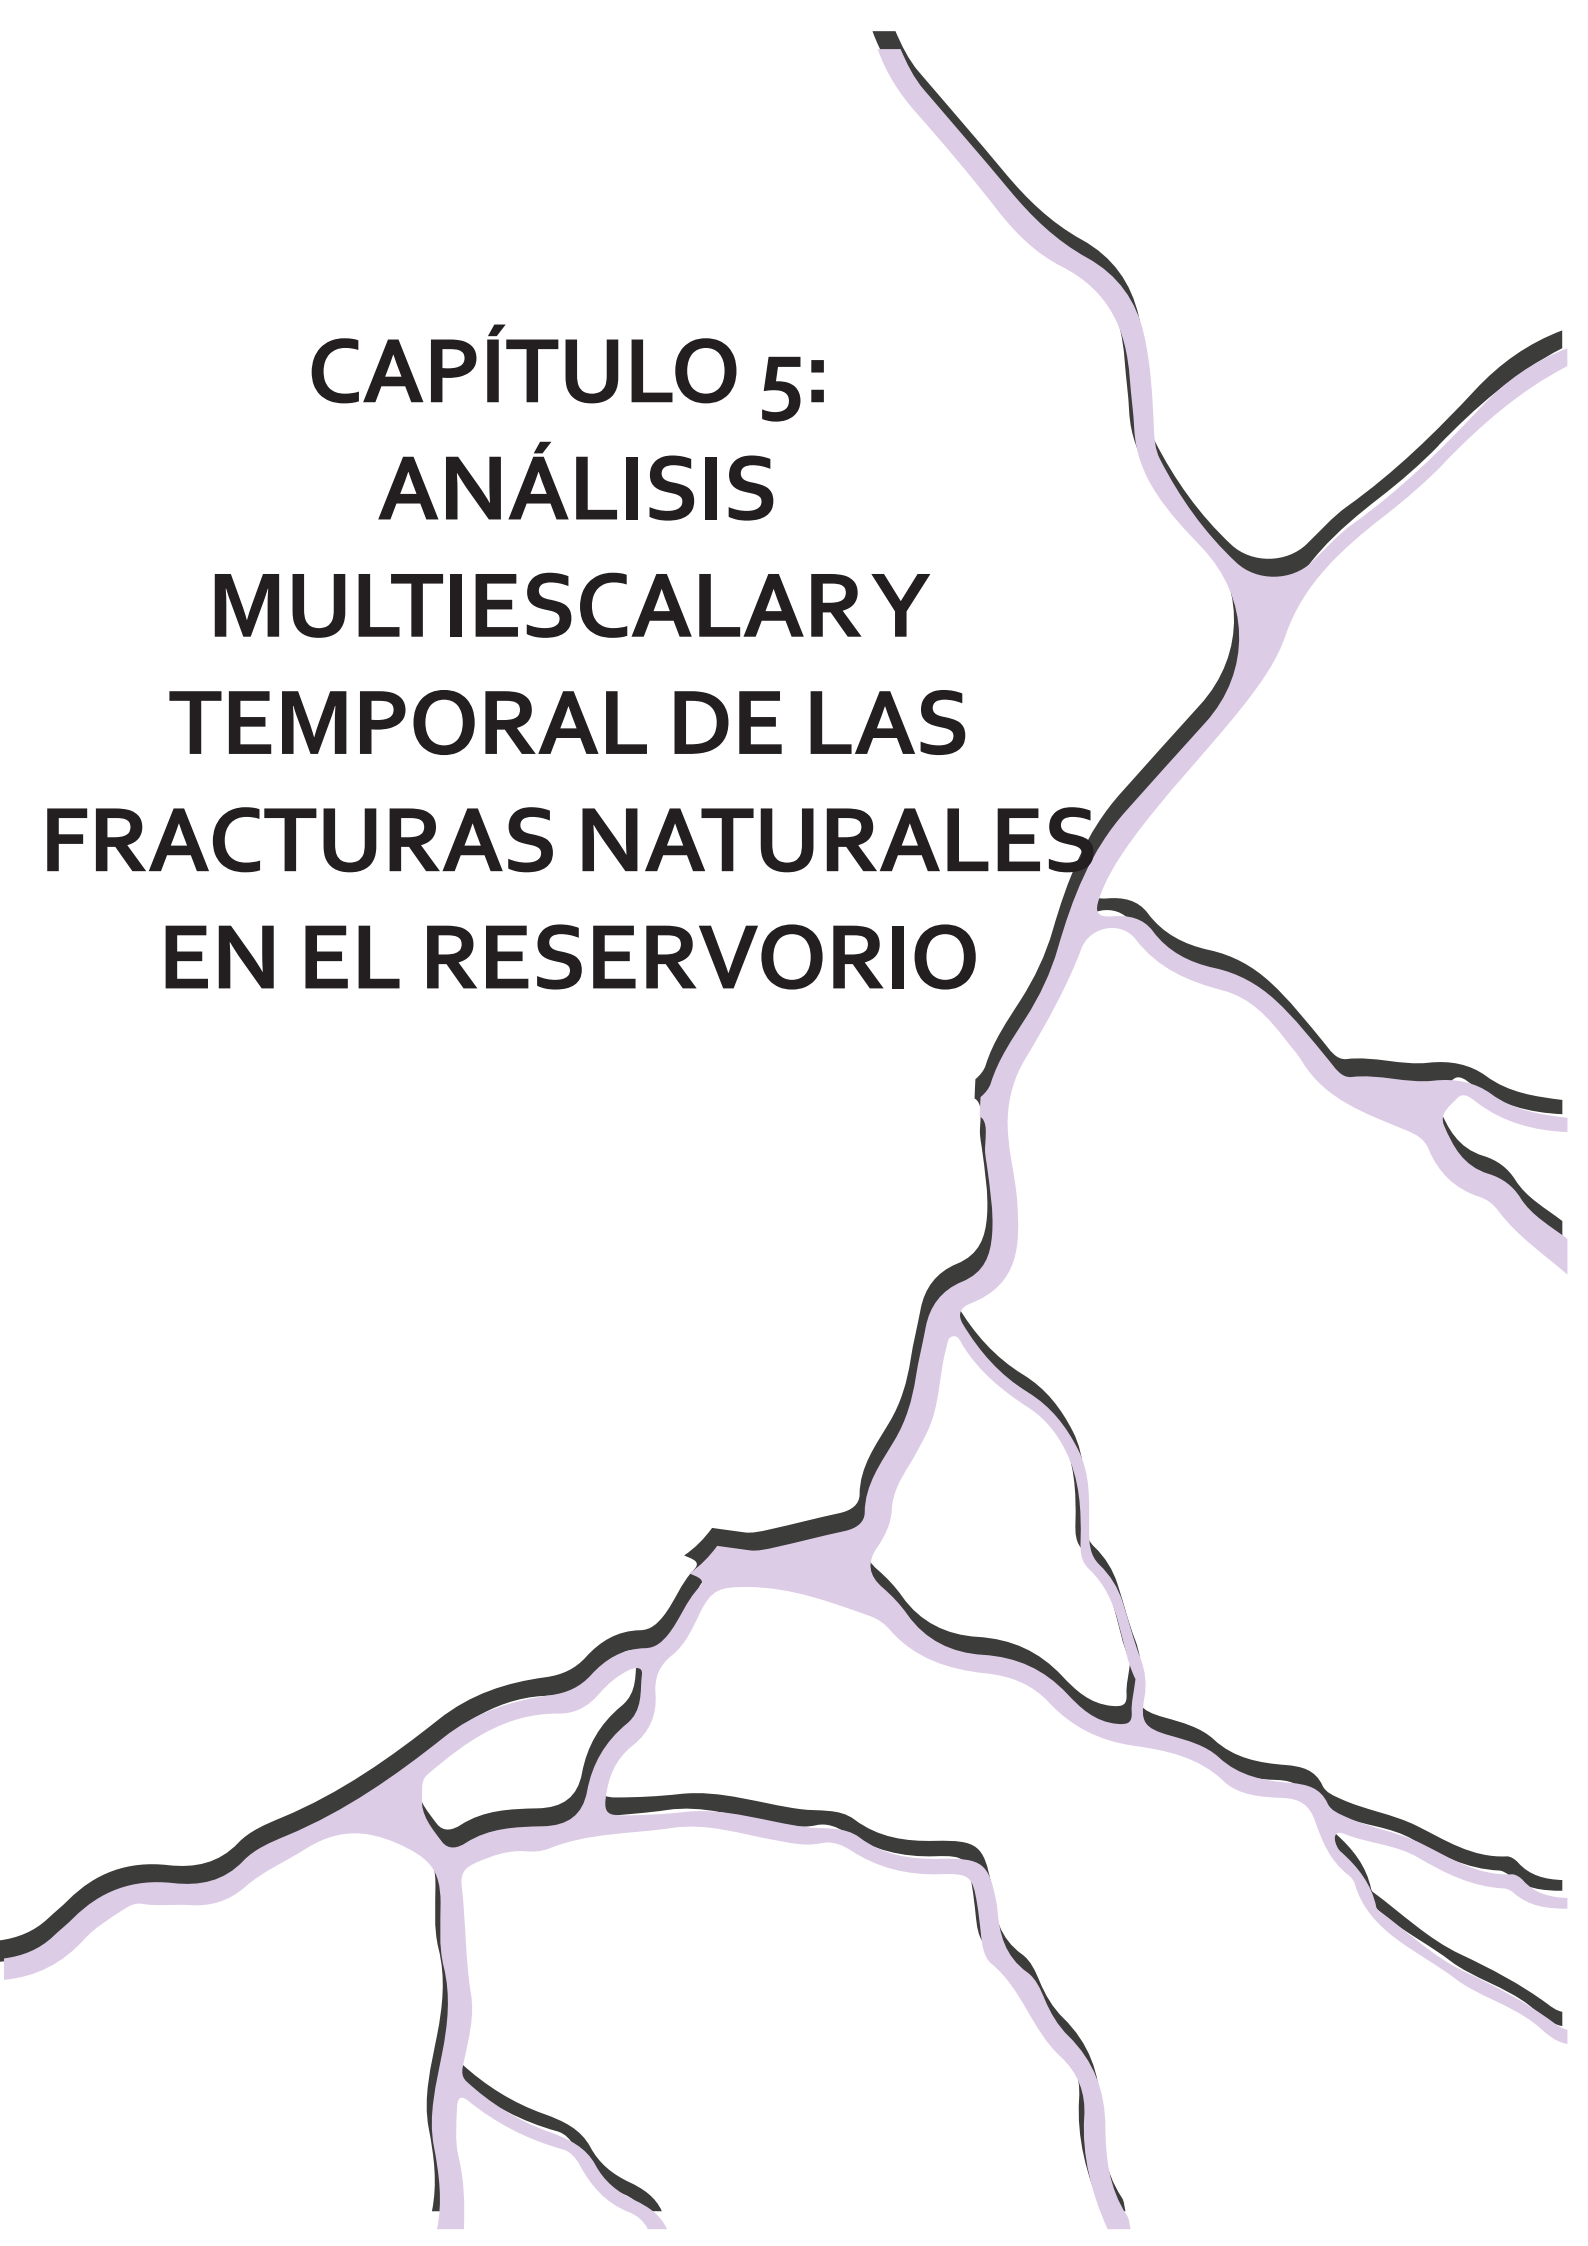 CAPÍTULO 5:
ANÁLISIS
MULTIESCALAR Y
TEMPORAL DE LAS
FRACTURAS NATURALES
EN EL RESERVORIO